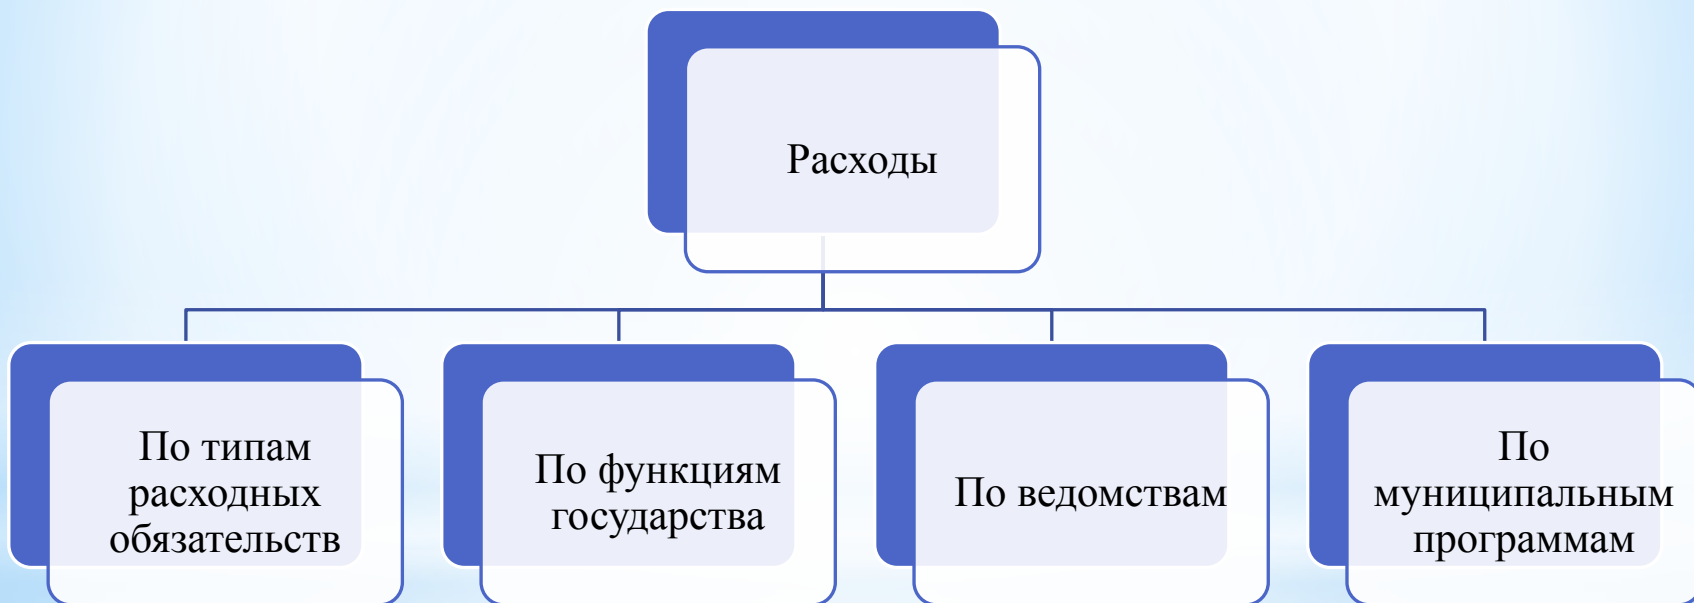 Расходы
По типам
расходных
обязательств
По функциям
государства
По ведомствам
По
муниципальным
программам